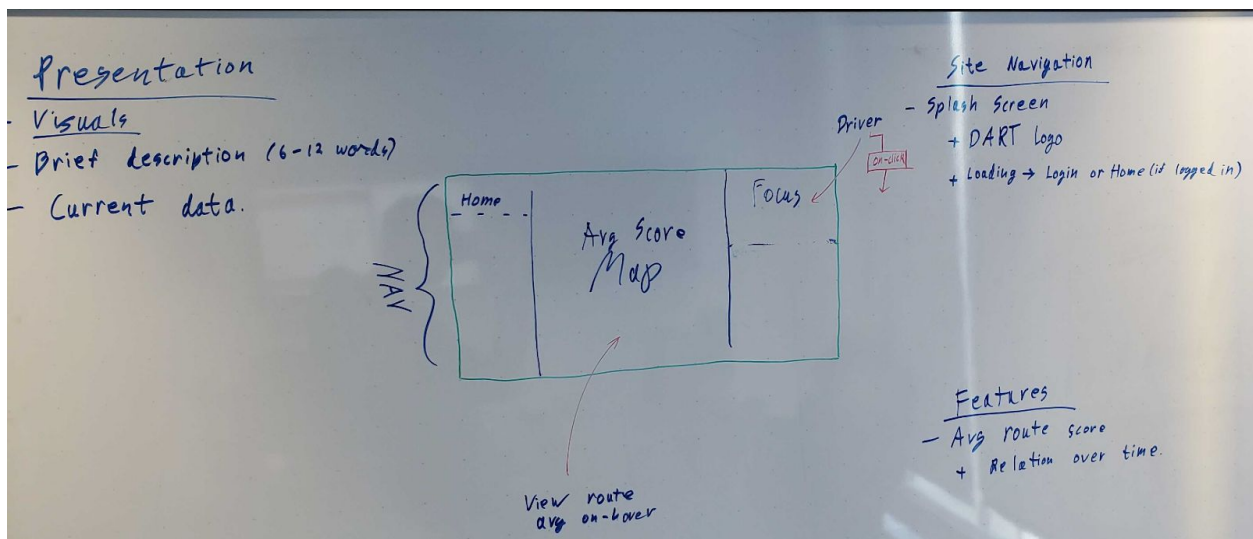 Presentation
- Visuals
- Brief description (6-12 words)
- Current data.
NAV
Home
Avg Score
Map
Focus
Driver
on-click
View route
avg on-hover
Site Navigation
- Splash Screen
+ DART Logo
+ Loading → Login or Home (if logged in)
Features
- Avg route score
+ Relation over time.